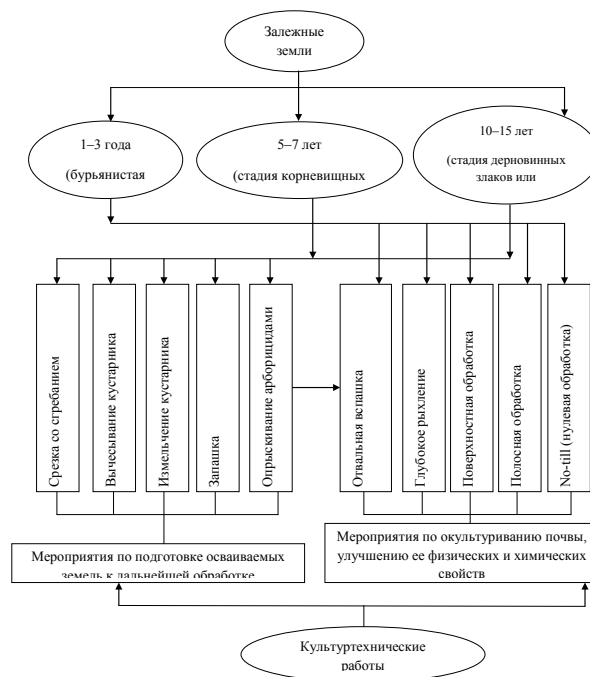 Залежные
земли
1–3 года
(бурьянистая
5–7 лет
(стадия корневищных
10–15 лет
(стадия дерновинных
злаков или
Срезка со сгребанием
Вычесывание кустарника
Измельчение кустарника
Запашка
Опрыскивание арборицидами
Отвальная вспашка
Глубокое рыхление
Поверхностная обработка
Полосная обработка
No-till (нулевая обработка)
Мероприятия по подготовке осваиваемых
земель к дальнейшей обработке
Мероприятия по окультуриванию почвы,
улучшению ее физических и химических
свойств
Культуртехнические
работы